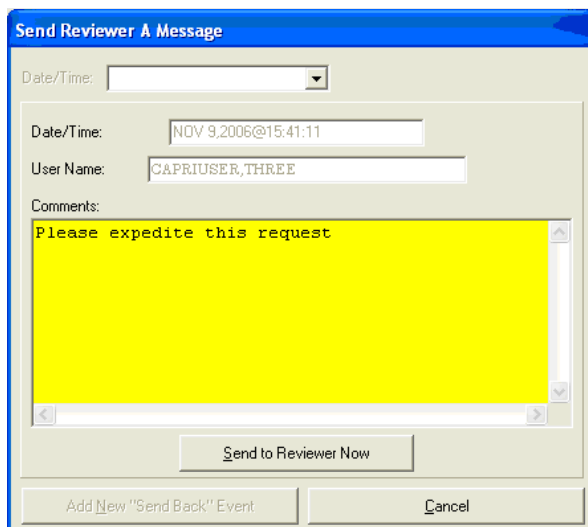 Send Reviewer A Message
Date/Time:
Date/Time: NOV 9,2006@15:41:11
User Name: CAPRIUSER,THREE
Comments:
Please expedite this request
Send to Reviewer Now
Add New "Send Back" Event Cancel